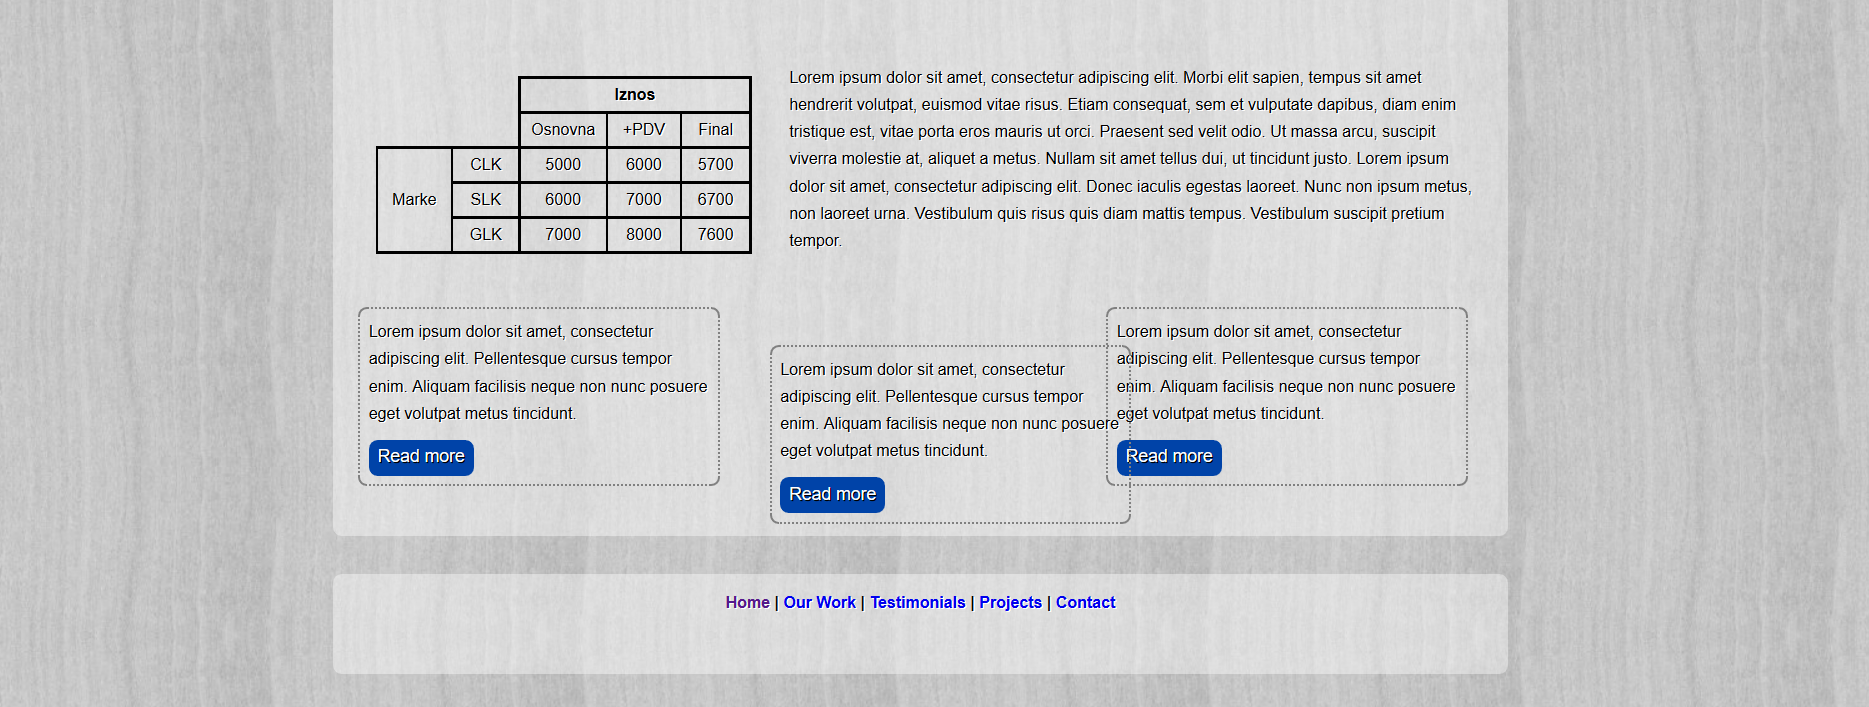 Iznos
Osnovna +PDV Final
CLK 5000 6000 5700
Marke SLK 6000 7000 6700
GLK 7000 8000 7600
Lorem ipsum dolor sit amet, consectetur adipiscing elit. Morbi elit sapien, tempus sit amet
hendrerit volutpat, euismod vitae risus. Etiam consequat, sem et vulputate dapibus, diam enim
tristique est, vitae porta eros mauris ut orci. Praesent sed velit odio. Ut massa arcu, suscipit
viverra molestie at, aliquet a metus. Nullam sit amet tellus dui, ut tincidunt justo. Lorem ipsum
dolor sit amet, consectetur adipiscing elit. Donec iaculis egestas laoreet. Nunc non ipsum metus,
non laoreet urna. Vestibulum quis risus quis diam mattis tempus. Vestibulum suscipit pretium
tempor.
Lorem ipsum dolor sit amet, consectetur
adipiscing elit. Pellentesque cursus tempor
enim. Aliquam facilisis neque non nunc posuere
eget volutpat metus tincidunt.
Read more
Lorem ipsum dolor sit amet, consectetur
adipiscing elit. Pellentesque cursus tempor
enim. Aliquam facilisis neque non nunc posuere
eget volutpat metus tincidunt.
Read more
Lorem ipsum dolor sit amet, consectetur
adipiscing elit. Pellentesque cursus tempor
enim. Aliquam facilisis neque non nunc posuere
eget volutpat metus tincidunt.
Read more
Home | Our Work | Testimonials | Projects | Contact